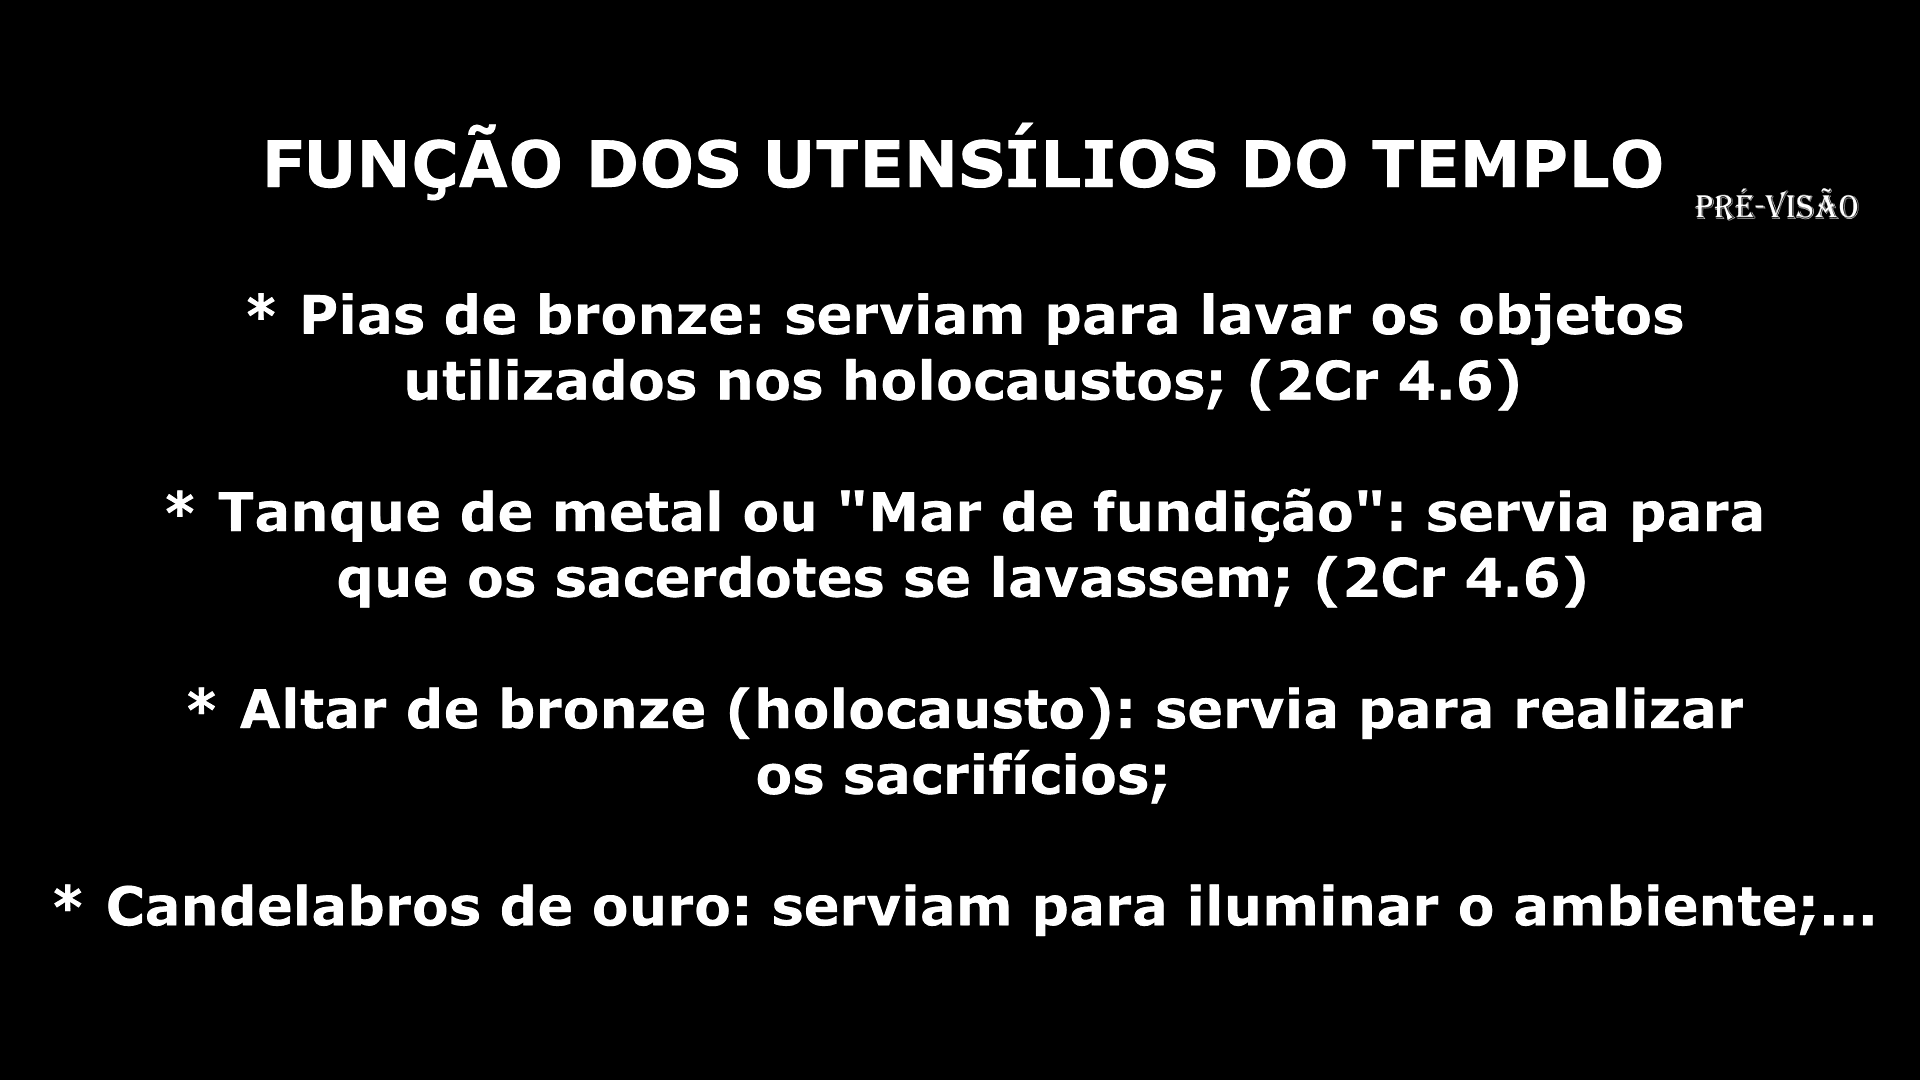 FUNÇÃO DOS UTENSÍLIOS DO TEMPLO
PRÉ-VISÃO
* Pias de bronze: serviam para lavar os objetos
utilizados nos holocaustos; (2Cr 4.6)
* Tanque de metal ou "Mar de fundição": servia para
que os sacerdotes se lavassem; (2Cr 4.6)
* Altar de bronze (holocausto): servia para realizar
os sacrifícios;
* Candelabros de ouro: serviam para iluminar o ambiente;...